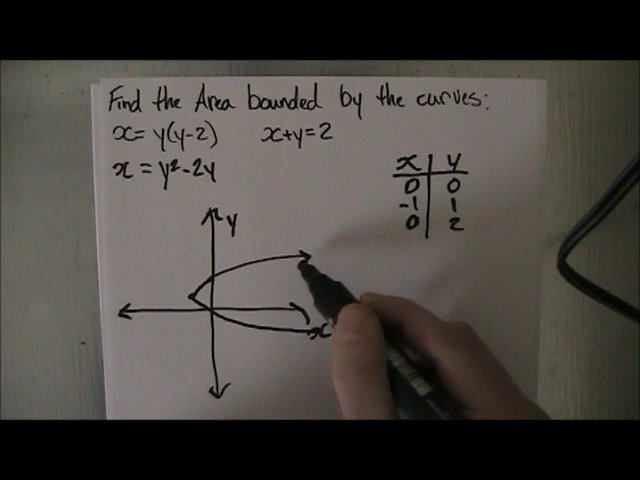 Find the Area bounded by the curves:
x = y(y-2) x+y=2
x = y²-2y
x y
0 0
-1 1
0 2
y
x